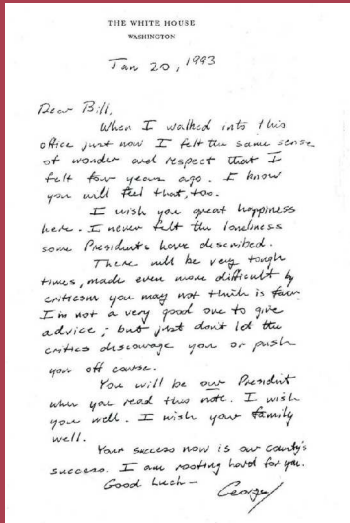 THE WHITE HOUSE
WASHINGTON
Jan 20, 1993
Dear Bill,
When I walked into this
office just now I felt the same sense
of wonder and respect that I
felt four years ago. I know
you will feel that, too.
I wish you great happiness
here. I never felt the loneliness
some Presidents have described.
There will be very tough
times, made even more difficult by
criticism you may not think is fair.
I'm not a very good one to give
advice; but just don't let the
critics discourage you or push
you off course.
You will be our President
when you read this note. I wish
you well. I wish your family
well.
Your success now is our county's
success. I am rooting hard for you.
Good Luck -
George